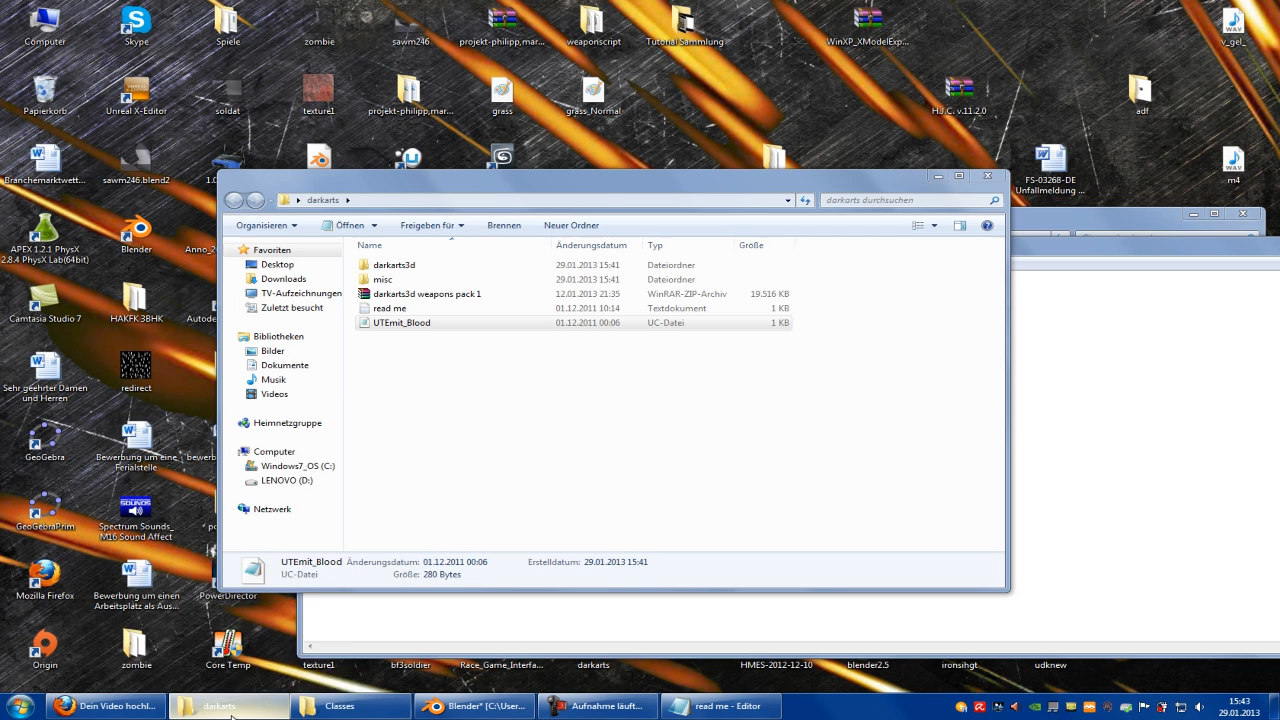 Computer
Skype
Spiele
zombie
sawm246
projekt-philipp,mar...
weaponscript
Tutorial Sammlung
WinXP_XModelExp...
v_gel_
Papierkorb
Unreal X-Editor
soldat
texture1
projekt-philipp,mar...
grass
grass_Normal
H.J.C. v.11.2.0
adf
Branchemarktwett...
sawm246.blend2
1.0
FS-03268-DE
Unfallmeldung ...
m4
darkarts
darkarts durchsuchen
Organisieren
Öffnen
Freigeben für
Brennen
Neuer Ordner
Name
Änderungsdatum
Typ
Größe
darkarts3d 29.01.2013 15:41 Dateiordner
misc 29.01.2013 15:41 Dateiordner
darkarts3d weapons pack 1 12.01.2013 21:35 WinRAR-ZIP-Archiv 19.516 KB
read me 01.12.2011 10:14 Textdokument 1 KB
UTEmit_Blood 01.12.2011 00:06 UC-Datei 1 KB
Favoriten
Desktop
Downloads
TV-Aufzeichnungen
Zuletzt besucht
Bibliotheken
Bilder
Dokumente
Musik
Videos
Heimnetzgruppe
Computer
Windows7_OS (C:)
LENOVO (D:)
Netzwerk
UTEmit_Blood Änderungsdatum: 01.12.2011 00:06 Erstelldatum: 29.01.2013 15:41
UC-Datei Größe: 280 Bytes
APEX 1.2.1 PhysX
2.8.4 PhysX Lab(64bit)
Blender
Anno_20
Camtasia Studio 7
HAKFK 3BHK
Autode
Sehr geehrter Damen
und Herren
redirect
GeoGebra
Bewerbung um eine
Ferialstelle
bewerb
GeoGebraPrim
Spectrum Sounds_
M16 Sound Affect
Mozilla Firefox
Bewerbung um einen
Arbeitsplatz als Aus...
PowerDirector
Origin
zombie
Core Temp
texture1
bf3soldier
Race_Game_Interfa...
darkarts
HMES-2012-12-10
blender2.5
ironsihgt
udknew
Dein Video hochl...
darkarts
Classes
Blender* [C:\User...
Aufnahme läuft...
read me - Editor
DE
15:43
29.01.2013